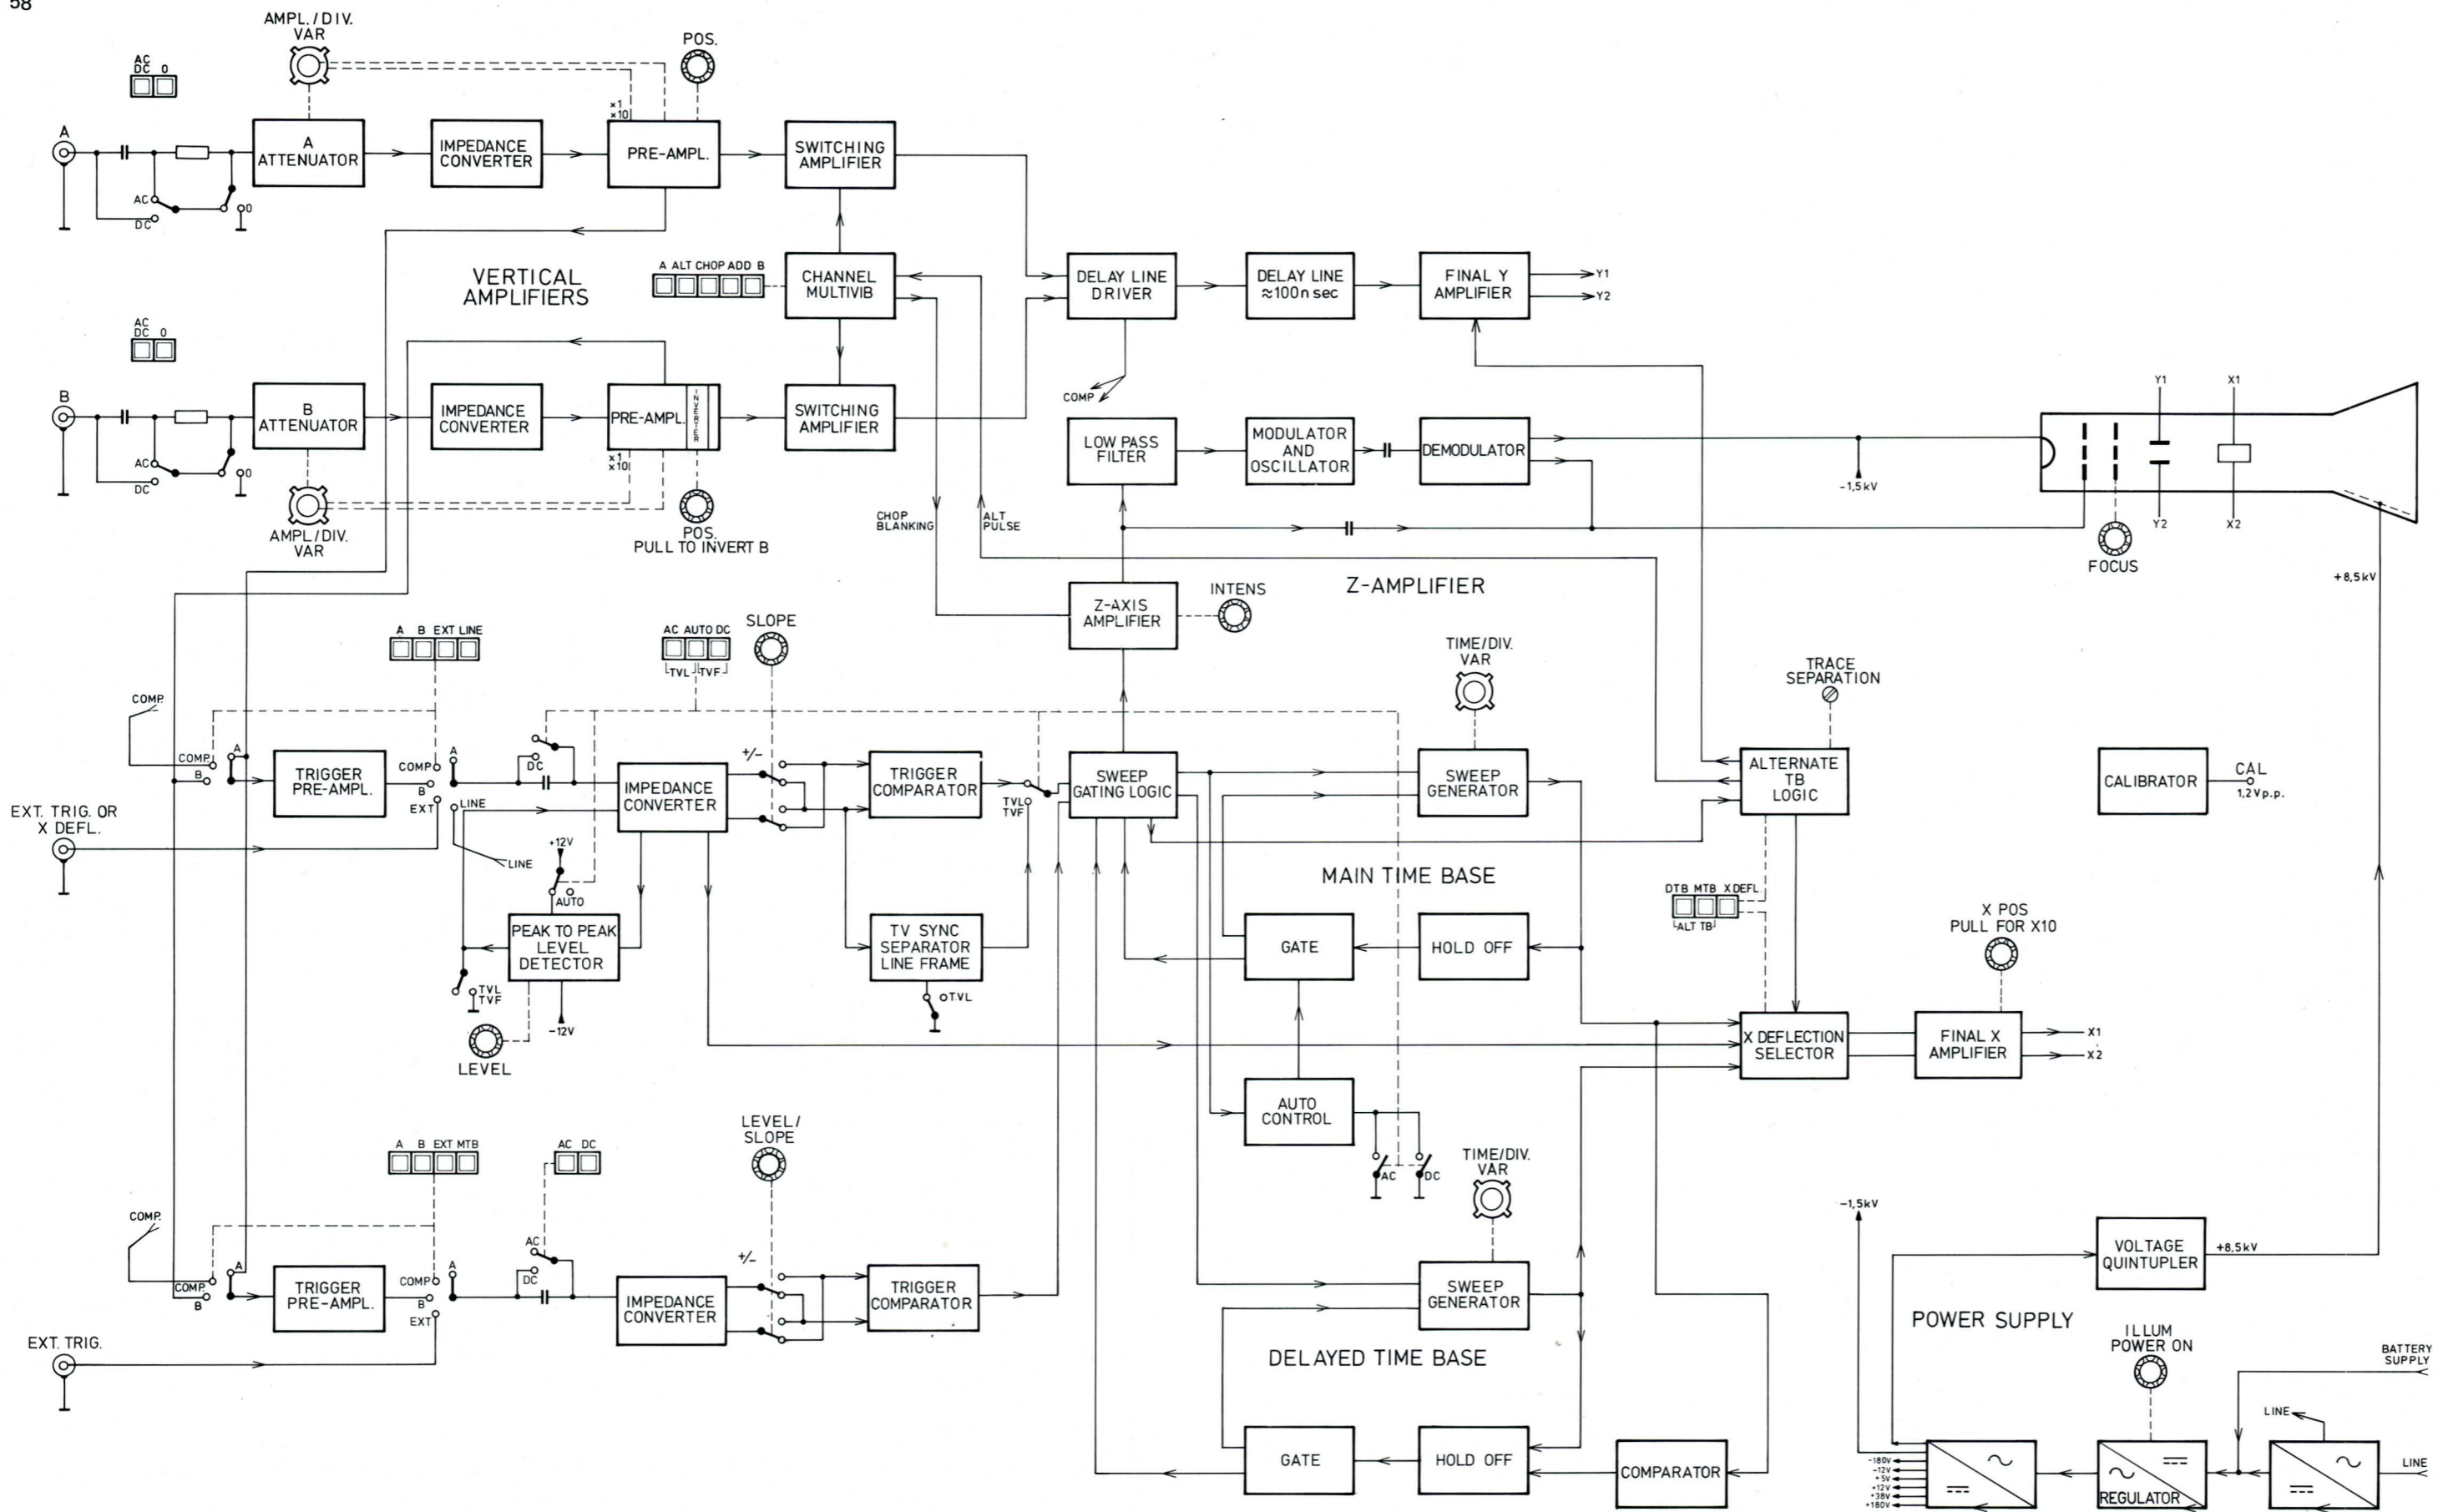 58
AMPL./DIV.
VAR
POS.
AC
DC 0
x1
x10
A
A
ATTENUATOR
IMPEDANCE
CONVERTER
PRE-AMPL.
SWITCHING
AMPLIFIER
AC
DC
0
VERTICAL
AMPLIFIERS
A ALT CHOP ADD B
CHANNEL
MULTIVIB
DELAY LINE
DRIVER
DELAY LINE
≈100n sec
FINAL Y
AMPLIFIER
Y1
Y2
AC
DC 0
COMP
B
B
ATTENUATOR
IMPEDANCE
CONVERTER
PRE-AMPL.
INVERTER
SWITCHING
AMPLIFIER
LOW PASS
FILTER
MODULATOR
AND
OSCILLATOR
DEMODULATOR
-1,5kV
Y1
X1
Y2
X2
AC
DC
0
x1
x10
AMPL/DIV.
VAR
POS.
PULL TO INVERT B
CHOP
BLANKING
ALT
PULSE
FOCUS
+8,5kV
Z-AMPLIFIER
Z-AXIS
AMPLIFIER
INTENS
A B EXT LINE
AC AUTO DC
TVL TVF
SLOPE
TIME/DIV.
VAR
TRACE
SEPARATION
COMP.
COMP.
B
A
TRIGGER
PRE-AMPL.
COMP
B
EXT
A
LINE
DC
IMPEDANCE
CONVERTER
+/-
TRIGGER
COMPARATOR
TVL
TVF
SWEEP
GATING LOGIC
SWEEP
GENERATOR
ALTERNATE
TB
LOGIC
CALIBRATOR
CAL
1,2Vp.p.
EXT. TRIG. OR
X DEFL.
LINE
+12V
AUTO
MAIN TIME BASE
DTB MTB X DEFL.
ALT TB
PEAK TO PEAK
LEVEL
DETECTOR
TV SYNC
SEPARATOR
LINE FRAME
GATE
HOLD OFF
X POS
PULL FOR X10
TVL
TVF
-12V
TVL
LEVEL
X DEFLECTION
SELECTOR
FINAL X
AMPLIFIER
X1
X2
AUTO
CONTROL
AC
DC
LEVEL/
SLOPE
A B EXT MTB
AC DC
TIME/DIV.
VAR
COMP.
COMP.
B
A
TRIGGER
PRE-AMPL.
COMP
B
EXT
A
AC
DC
IMPEDANCE
CONVERTER
+/-
TRIGGER
COMPARATOR
SWEEP
GENERATOR
-1,5kV
VOLTAGE
QUINTUPLER
+8,5kV
EXT. TRIG.
DELAYED TIME BASE
POWER SUPPLY
ILLUM
POWER ON
BATTERY
SUPPLY
GATE
HOLD OFF
COMPARATOR
-180V
-12V
+5V
+12V
+38V
+180V
REGULATOR
LINE
LINE